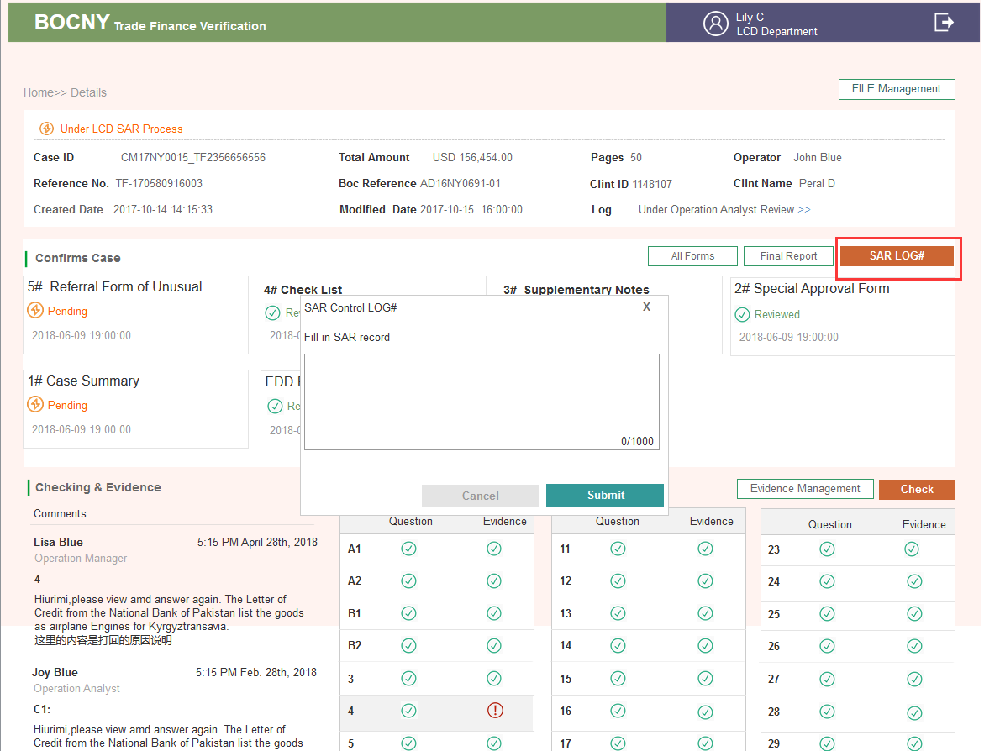 BOCNY Trade Finance Verification
Lily C
LCD Department
Home>> Details
FILE Management
Under LCD SAR Process
Case ID CM17NY0015_TF2356656556 Total Amount USD 156,454.00 Pages 50 Operator John Blue
Reference No. TF-170580916003 Boc Reference AD16NY0691-01 Clint ID 1148107 Clint Name Peral D
Created Date 2017-10-14 14:15:33 Modifled Date 2017-10-15 16:00:00 Log Under Operation Analyst Review >>
Confirms Case
All Forms Final Report SAR LOG#
5# Referral Form of Unusual
Pending
2018-06-09 19:00:00
4# Check List
2018-0
3# Supplementary Notes
2# Special Approval Form
Reviewed
2018-06-09 19:00:00
SAR Control LOG# X
Fill in SAR record
0/1000
Cancel Submit
1# Case Summary
Pending
2018-06-09 19:00:00
EDD
Re
2018-0
Checking & Evidence
Evidence Management Check
Comments
Lisa Blue 5:15 PM April 28th, 2018
Operation Manager
4
Hiurimi,please view amd answer again. The Letter of
Credit from the National Bank of Pakistan list the goods
as airplane Engines for Kyrgyztransavia.
这里的内容是打回的原因说明
Joy Blue 5:15 PM Feb. 28th, 2018
Operation Analyst
C1:
Hiurimi,please view amd answer again. The Letter of
Credit from the National Bank of Pakistan list the goods
Question Evidence
A1
A2
B1
B2
3
4
5
Question Evidence
11
12
13
14
15
16
17
Question Evidence
23
24
25
26
27
28
29